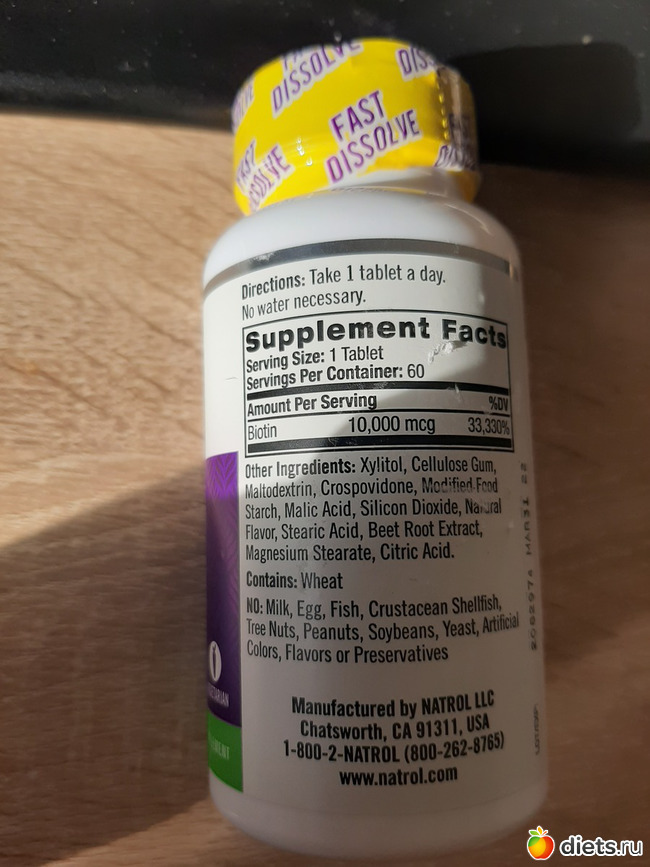 FAST
DISSOLVE
DISSOLVE
Directions: Take 1 tablet a day.
No water necessary.
Supplement Facts
Serving Size: 1 Tablet
Servings Per Container: 60
Amount Per Serving %DV
Biotin 10,000 mcg 33,330%
Other Ingredients: Xylitol, Cellulose Gum,
Maltodextrin, Crospovidone, Modified Food
Starch, Malic Acid, Silicon Dioxide, Natural
Flavor, Stearic Acid, Beet Root Extract,
Magnesium Stearate, Citric Acid.
Contains: Wheat
NO: Milk, Egg, Fish, Crustacean Shellfish,
Tree Nuts, Peanuts, Soybeans, Yeast, Artificial
Colors, Flavors or Preservatives
Manufactured by NATROL LLC
Chatsworth, CA 91311, USA
1-800-2-NATROL (800-262-8765)
www.natrol.com
diets.ru